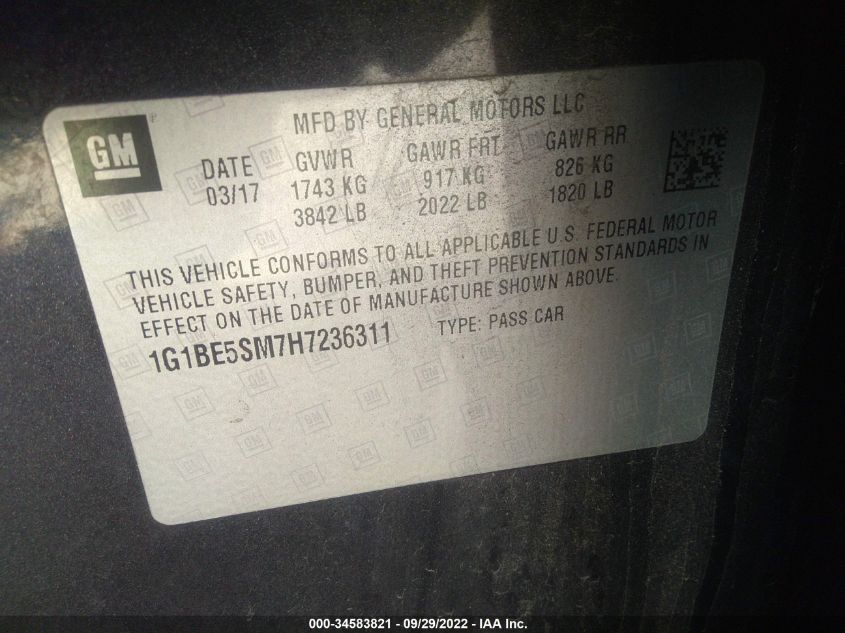 GM
MFD BY GENERAL MOTORS LLC
DATE GVWR GAWR FRT GAWR RR
03/17 1743 KG 917 KG 826 KG
3842 LB 2022 LB 1820 LB
THIS VEHICLE CONFORMS TO ALL APPLICABLE U.S. FEDERAL MOTOR
VEHICLE SAFETY, BUMPER, AND THEFT PREVENTION STANDARDS IN
EFFECT ON THE DATE OF MANUFACTURE SHOWN ABOVE.
1G1BE5SM7H7236311 TYPE: PASS CAR
000-34583821 - 09/29/2022 - IAA Inc.